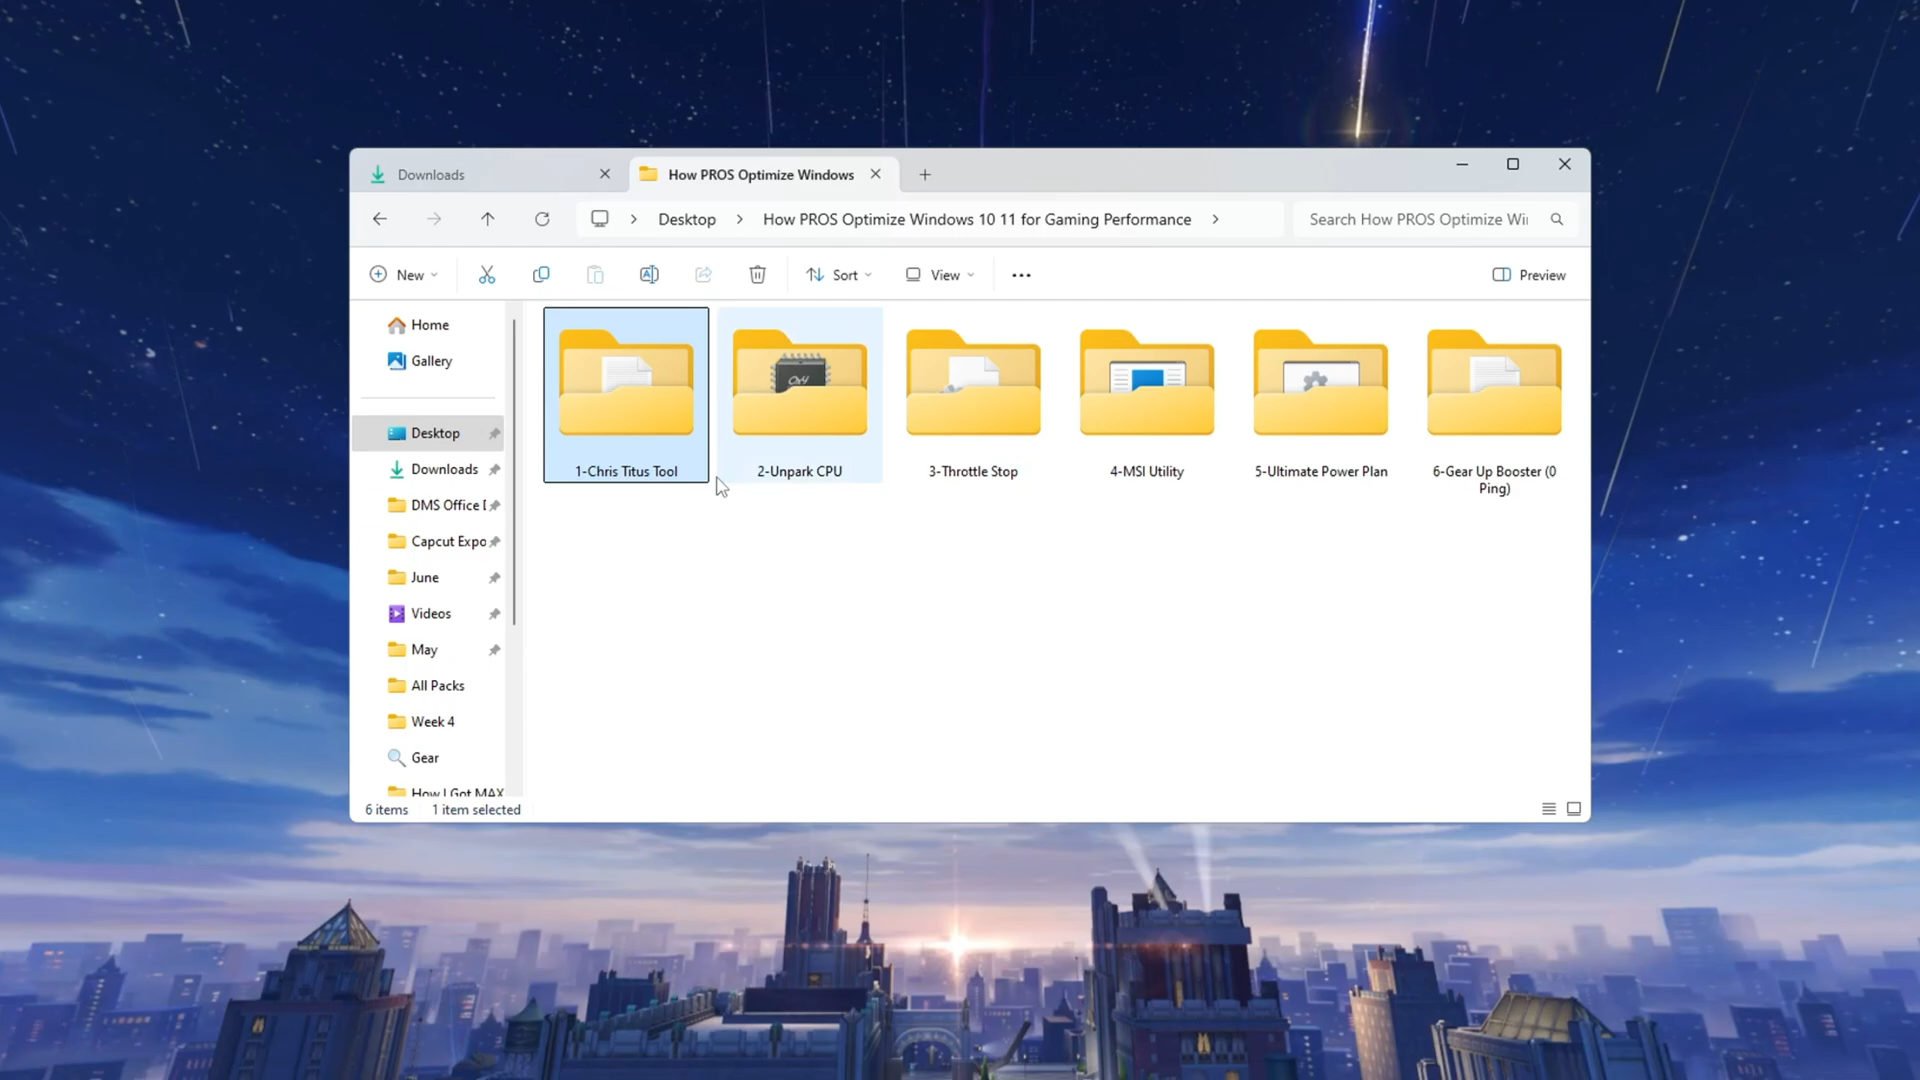 Downloads
How PROS Optimize Windows
Desktop
How PROS Optimize Windows 10 11 for Gaming Performance
Search How PROS Optimize Wi
New
Sort
View
Preview
Home
Gallery
Desktop
Downloads
DMS Office
Capcut Expo
June
Videos
May
All Packs
Week 4
Gear
How I Got MAX
1-Chris Titus Tool
2-Unpark CPU
3-Throttle Stop
4-MSI Utility
5-Ultimate Power Plan
6-Gear Up Booster (0
Ping)
6 items
1 item selected